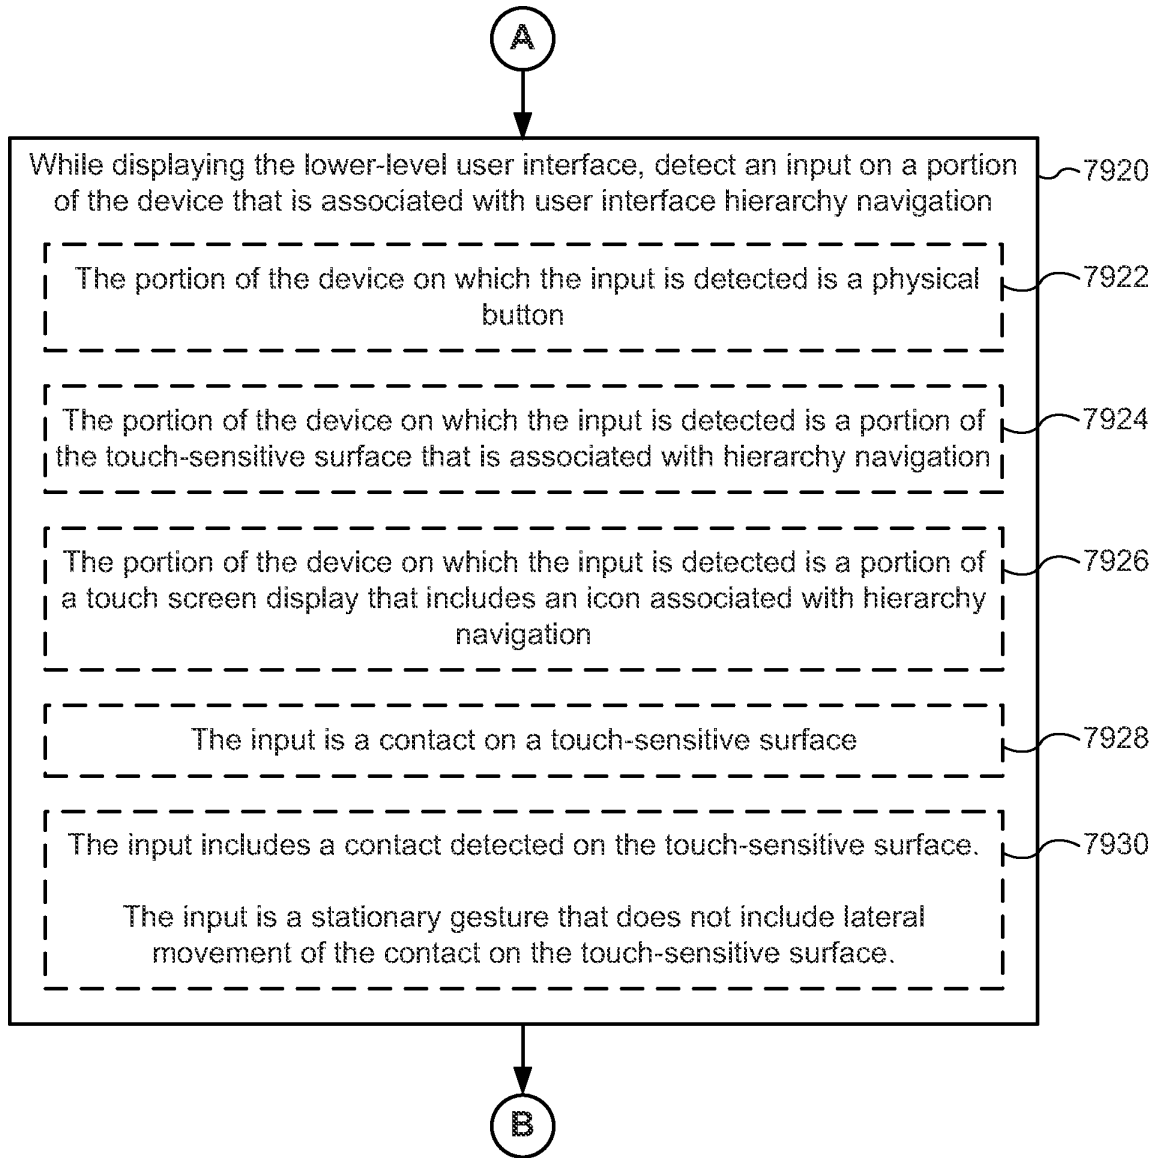 A
While displaying the lower-level user interface, detect an input on a portion
of the device that is associated with user interface hierarchy navigation
7920
The portion of the device on which the input is detected is a physical
button
7922
The portion of the device on which the input is detected is a portion of
the touch-sensitive surface that is associated with hierarchy navigation
7924
The portion of the device on which the input is detected is a portion of
a touch screen display that includes an icon associated with hierarchy
navigation
7926
The input is a contact on a touch-sensitive surface
7928
The input includes a contact detected on the touch-sensitive surface.
7930
The input is a stationary gesture that does not include lateral
movement of the contact on the touch-sensitive surface.
B